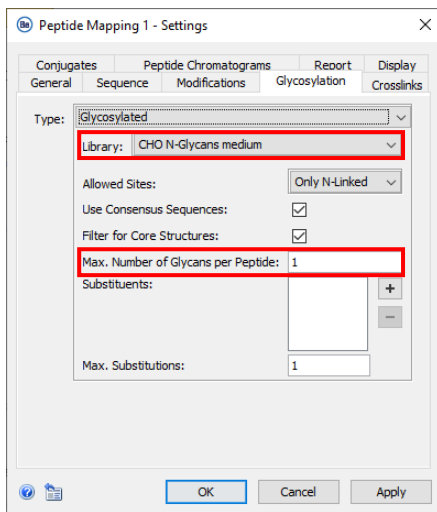 Be Peptide Mapping 1 - Settings
Conjugates Peptide Chromatograms Report Display
General Sequence Modifications Glycosylation Crosslinks
Type: Glycosylated
Library: CHO N-Glycans medium
Allowed Sites: Only N-Linked
Use Consensus Sequences:
Filter for Core Structures:
Max. Number of Glycans per Peptide: 1
Substituents:
Max. Substitutions: 1
OK Cancel Apply